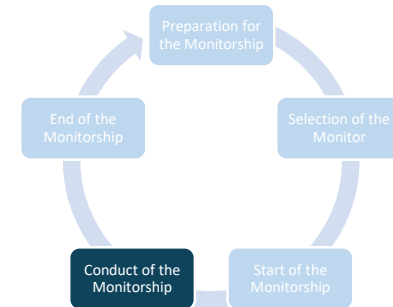 Preparation for
the Monitorship
Selection of the
Monitor
Start of the
Monitorship
Conduct of the
Monitorship
End of the
Monitorship